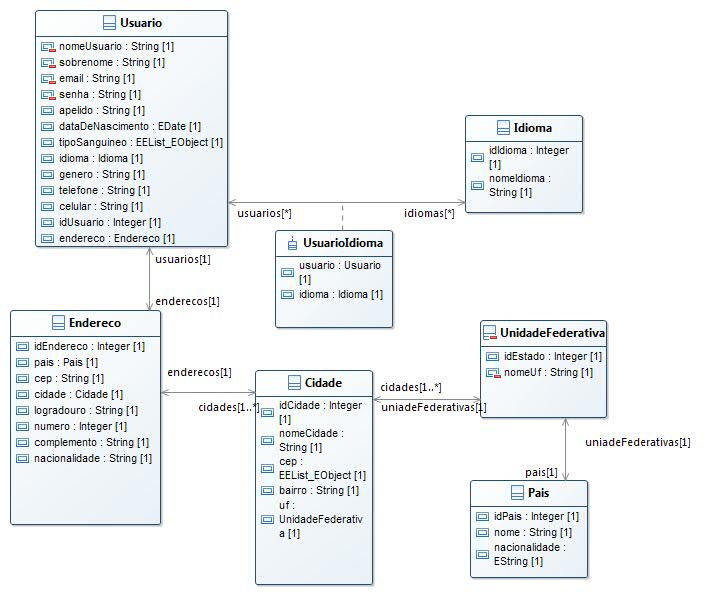 Usuario
nomeUsuario : String [1]
sobrenome : String [1]
email : String [1]
senha : String [1]
apelido : String [1]
dataDeNascimento : EDate [1]
tipoSanguineo : EEList_EObject [1]
idioma : Idioma [1]
genero : String [1]
telefone : String [1]
celular : String [1]
idUsuario : Integer [1]
endereco : Endereco [1]
Idioma
idIdioma : Integer
[1]
nomeIdioma :
String [1]
usuarios[*]
idiomas[*]
UsuarioIdioma
usuario : Usuario
[1]
idioma : Idioma [1]
usuarios[1]
enderecos[1]
Endereco
idEndereco : Integer [1]
pais : Pais [1]
cep : String [1]
cidade : Cidade [1]
logradouro : String [1]
numero : Integer [1]
complemento : String [1]
nacionalidade : String [1]
enderecos[1]
cidades[1..*]
Cidade
idCidade : Integer
[1]
nomeCidade :
String [1]
cep :
EEList_EObject [1]
bairro : String [1]
uf :
UnidadeFederativ
a [1]
cidades[1..*]
uniadeFederativas[1]
UnidadeFederativa
idEstado : Integer [1]
nomeUf : String [1]
uniadeFederativas[1]
pais[1]
Pais
idPais : Integer [1]
nome : String [1]
nacionalidade :
EString [1]